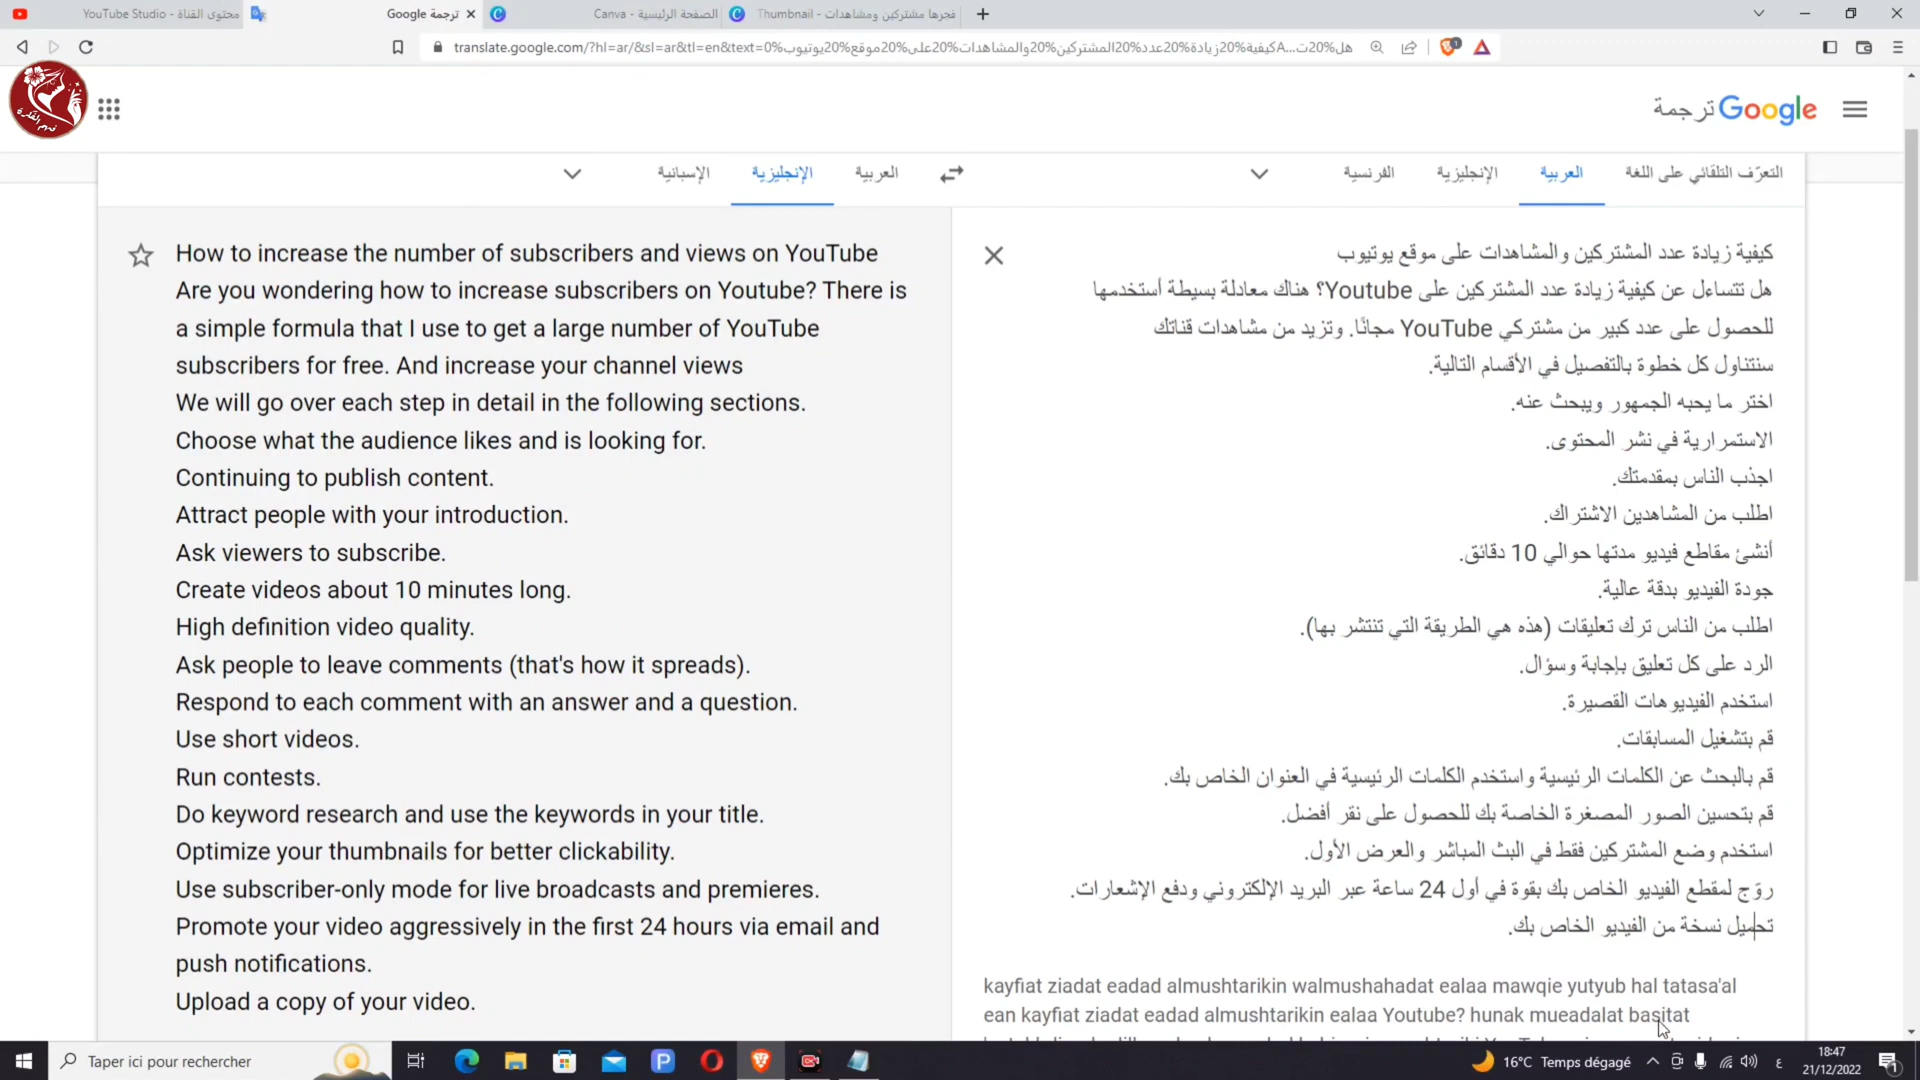 YouTube Studio - محتوى القناة
ترجمة Google
الصفحة الرئيسية - Canva
فجرها مشتركين ومشاهدات - Thumbnail
translate.google.com/?hl=ar/&sl=ar&tl=en&text=0%كيفية%20زيادة%20عدد%20المشتركين%20والمشاهدات%20على%20موقع%20يوتيوبA...هل%20ت
ترجمة Google
التعرّف التلقائي على اللغة
العربية
الإنجليزية
الفرنسية
العربية
الإنجليزية
الإسبانية
كيفية زيادة عدد المشتركين والمشاهدات على موقع يوتيوب
هل تتساءل عن كيفية زيادة عدد المشتركين على Youtube؟ هناك معادلة بسيطة أستخدمها
للحصول على عدد كبير من مشتركي YouTube مجانًا. وتزيد من مشاهدات قناتك
سنتناول كل خطوة بالتفصيل في الأقسام التالية.
اختر ما يحبه الجمهور ويبحث عنه.
الاستمرارية في نشر المحتوى.
اجذب الناس بمقدمتك.
اطلب من المشاهدين الاشتراك.
أنشئ مقاطع فيديو مدتها حوالي 10 دقائق.
جودة الفيديو بدقة عالية.
اطلب من الناس ترك تعليقات (هذه هي الطريقة التي تنتشر بها).
الرد على كل تعليق بإجابة وسؤال.
استخدم الفيديوهات القصيرة.
قم بتشغيل المسابقات.
قم بالبحث عن الكلمات الرئيسية واستخدم الكلمات الرئيسية في العنوان الخاص بك.
قم بتحسين الصور المصغرة الخاصة بك للحصول على نقر أفضل.
استخدم وضع المشتركين فقط في البث المباشر والعرض الأول.
روّج لمقطع الفيديو الخاص بك بقوة في أول 24 ساعة عبر البريد الإلكتروني ودفع الإشعارات.
تحميل نسخة من الفيديو الخاص بك.
kayfiat ziadat eadad almushtarikin walmushahadat ealaa mawqie yutyub hal tatasa'al
ean kayfiat ziadat eadad almushtarikin ealaa Youtube? hunak mueadalat basitat
How to increase the number of subscribers and views on YouTube
Are you wondering how to increase subscribers on Youtube? There is
a simple formula that I use to get a large number of YouTube
subscribers for free. And increase your channel views
We will go over each step in detail in the following sections.
Choose what the audience likes and is looking for.
Continuing to publish content.
Attract people with your introduction.
Ask viewers to subscribe.
Create videos about 10 minutes long.
High definition video quality.
Ask people to leave comments (that's how it spreads).
Respond to each comment with an answer and a question.
Use short videos.
Run contests.
Do keyword research and use the keywords in your title.
Optimize your thumbnails for better clickability.
Use subscriber-only mode for live broadcasts and premieres.
Promote your video aggressively in the first 24 hours via email and
push notifications.
Upload a copy of your video.
Taper ici pour rechercher
16°C Temps dégagé
ع
18:47
21/12/2022